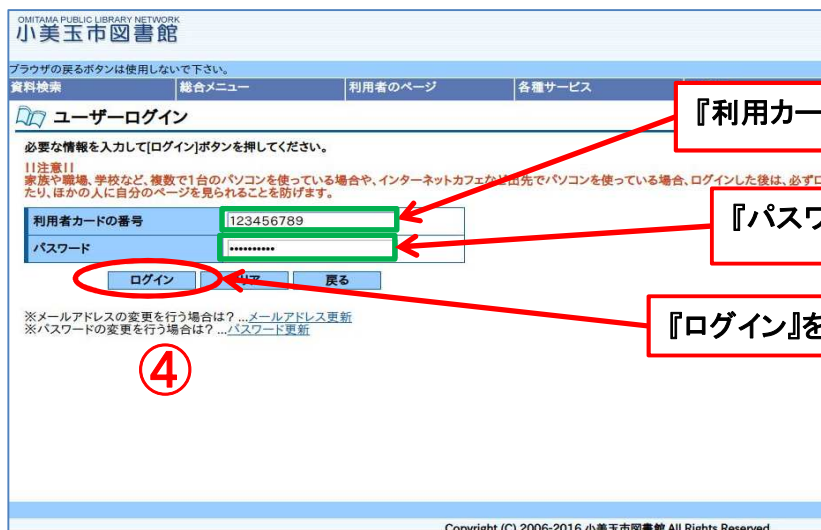 OMITAMA PUBLIC LIBRARY NETWORK
小美玉市図書館
ブラウザの戻るボタンは使用しないで下さい。
資料検索 総合メニュー 利用者のページ 各種サービス
ユーザーログイン
必要な情報を入力して[ログイン]ボタンを押してください。
!!注意!!
家族や職場、学校など、複数で1台のパソコンを使っている場合や、インターネットカフェなど出先でパソコンを使っている場合、ログインした後は、必ずロ
たり、ほかの人に自分のページを見られることを防げます。
『利用カー
利用者カードの番号 123456789
『パスワ
パスワード ••••••••••
ログイン リア 戻る
『ログイン』を
※メールアドレスの変更を行う場合は？...メールアドレス更新
※パスワードの変更を行う場合は？...パスワード更新
④
Copyright (C) 2006-2016 小美玉市図書館 All Rights Reserved